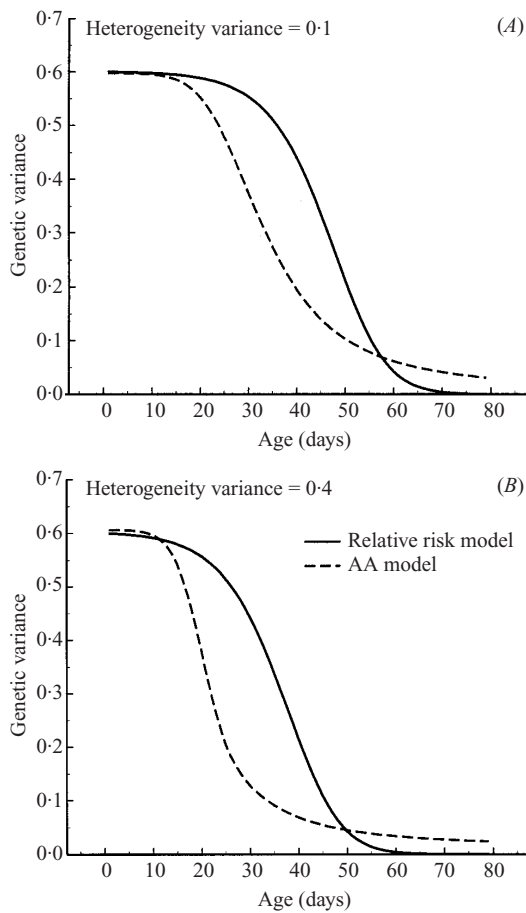 Heterogeneity variance = 0·1 (A)
0·7
0·6
0·5
0·4
0·3
0·2
0·1
0·0
Genetic variance
0 10 20 30 40 50 60 70 80
Age (days)
Heterogeneity variance = 0·4 (B)
0·7
0·6
0·5
0·4
0·3
0·2
0·1
0·0
Genetic variance
Relative risk model
AA model
0 10 20 30 40 50 60 70 80
Age (days)